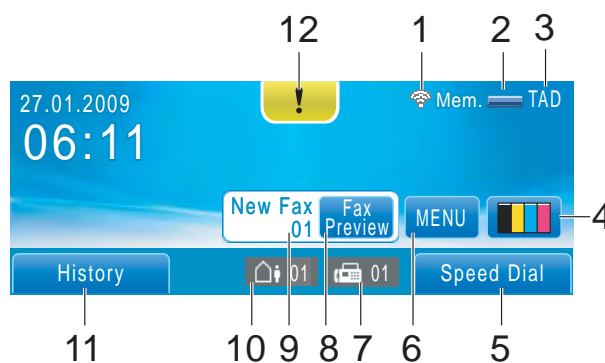 12 1 2 3
27.01.2009 ! Mem. TAD
06:11
New Fax 01 Fax Preview MENU 4
History 01 01 Speed Dial
11 10 9 8 7 6 5